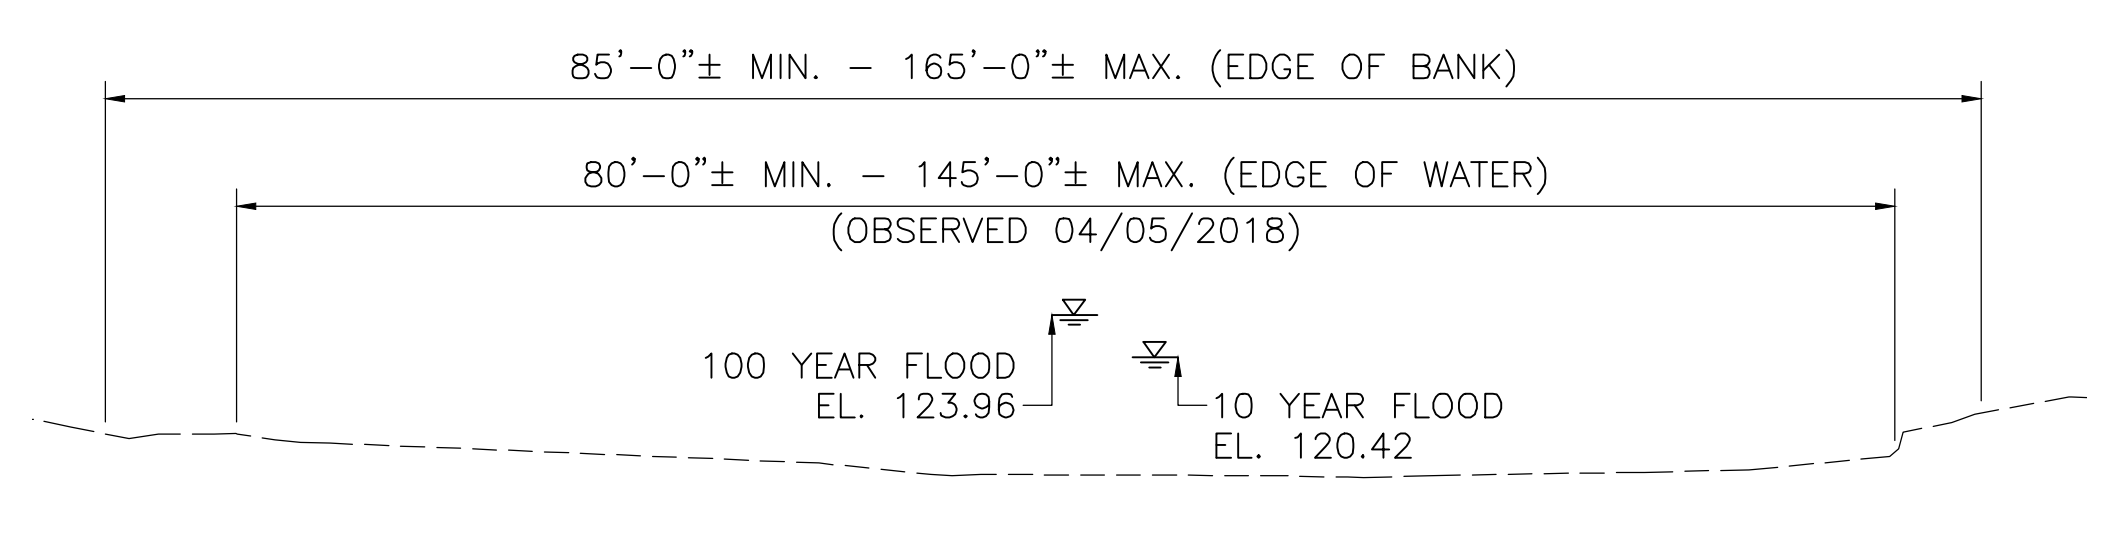 85'-0"± MIN. - 165'-0"± MAX. (EDGE OF BANK)
80'-0"± MIN. - 145'-0"± MAX. (EDGE OF WATER)
(OBSERVED 04/05/2018)
100 YEAR FLOOD
EL. 123.96
10 YEAR FLOOD
EL. 120.42